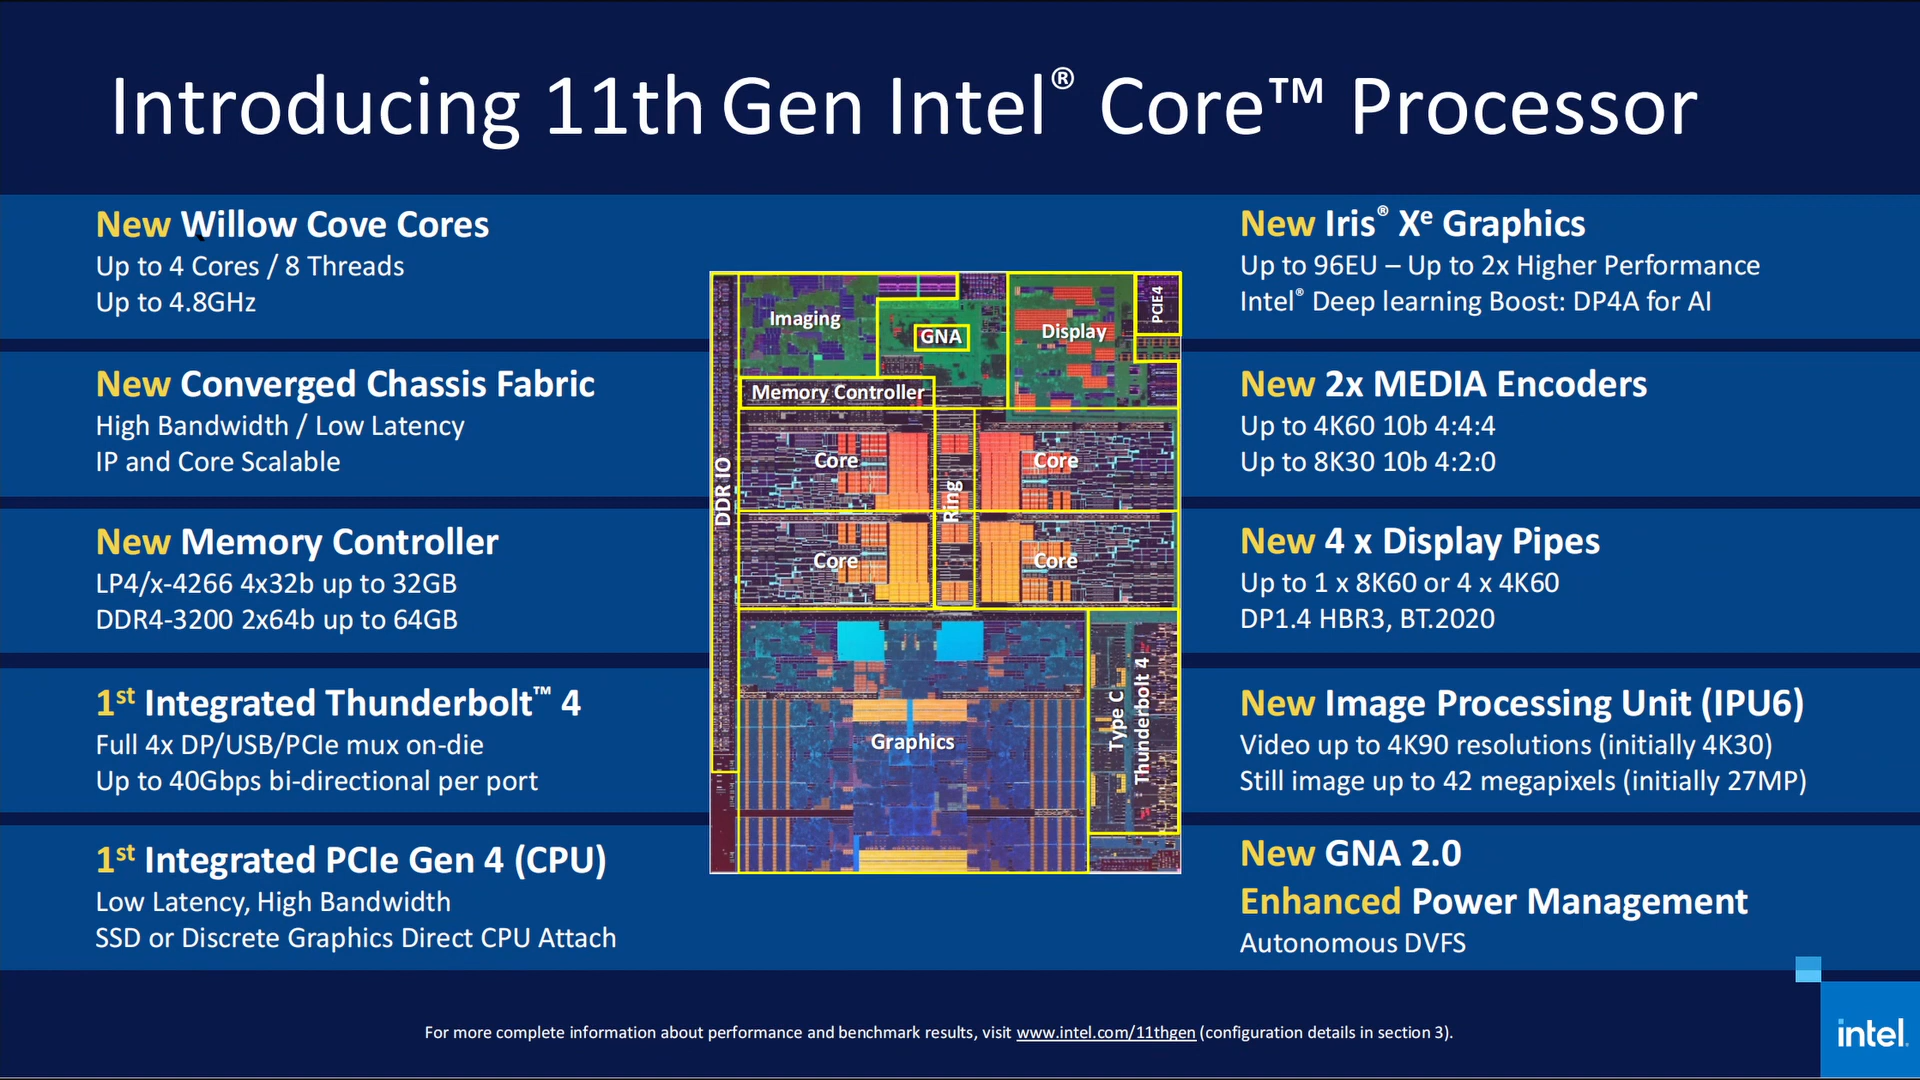 Introducing 11th Gen Intel® Core™ Processor
New Willow Cove Cores
Up to 4 Cores / 8 Threads
Up to 4.8GHz
New Converged Chassis Fabric
High Bandwidth / Low Latency
IP and Core Scalable
New Memory Controller
LP4/x-4266 4x32b up to 32GB
DDR4-3200 2x64b up to 64GB
1st Integrated Thunderbolt™ 4
Full 4x DP/USB/PCIe mux on-die
Up to 40Gbps bi-directional per port
1st Integrated PCIe Gen 4 (CPU)
Low Latency, High Bandwidth
SSD or Discrete Graphics Direct CPU Attach
Imaging
GNA
Display
PCIE4
Memory Controller
DDR IO
Core
Ring
Core
Core
Core
Graphics
Type C
Thunderbolt 4
New Iris® Xe Graphics
Up to 96EU – Up to 2x Higher Performance
Intel® Deep learning Boost: DP4A for AI
New 2x MEDIA Encoders
Up to 4K60 10b 4:4:4
Up to 8K30 10b 4:2:0
New 4 x Display Pipes
Up to 1 x 8K60 or 4 x 4K60
DP1.4 HBR3, BT.2020
New Image Processing Unit (IPU6)
Video up to 4K90 resolutions (initially 4K30)
Still image up to 42 megapixels (initially 27MP)
New GNA 2.0
Enhanced Power Management
Autonomous DVFS
For more complete information about performance and benchmark results, visit www.intel.com/11thgen (configuration details in section 3).
intel.